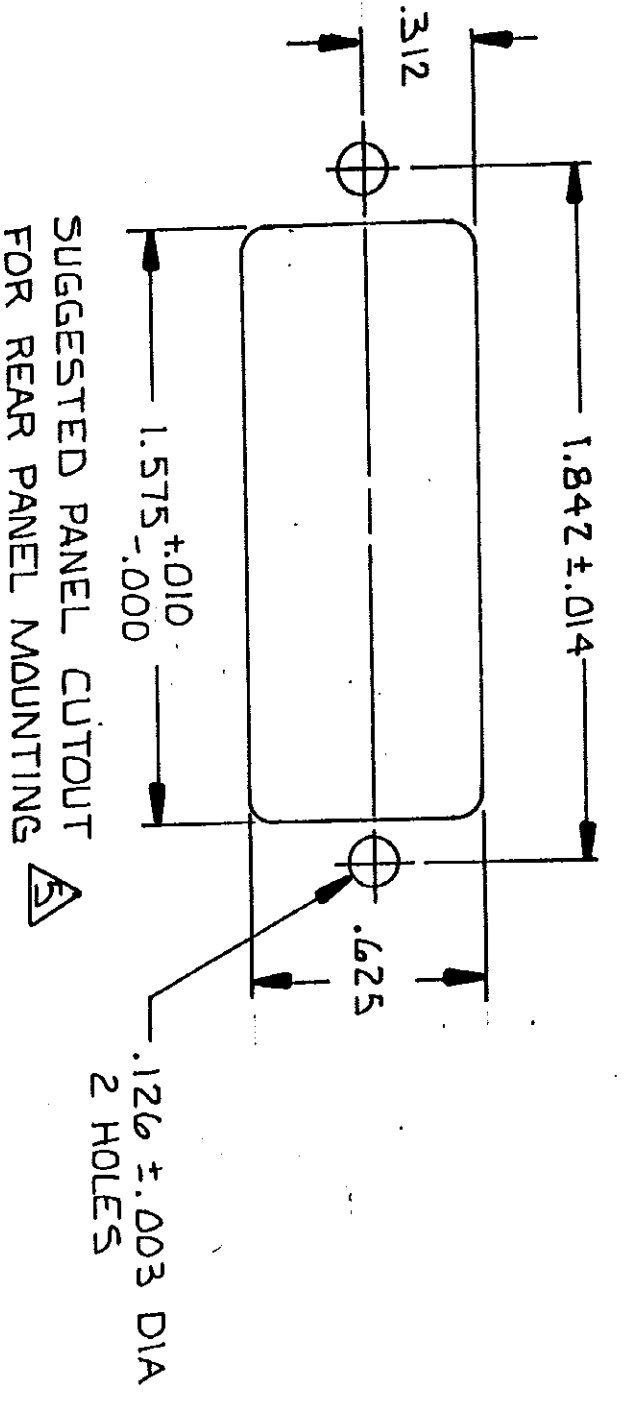 .312
1.842 ±.014
1.575 +.010 -.000
.625
.126 ±.003 DIA
2 HOLES
SUGGESTED PANEL CUTOUT
FOR REAR PANEL MOUNTING 5